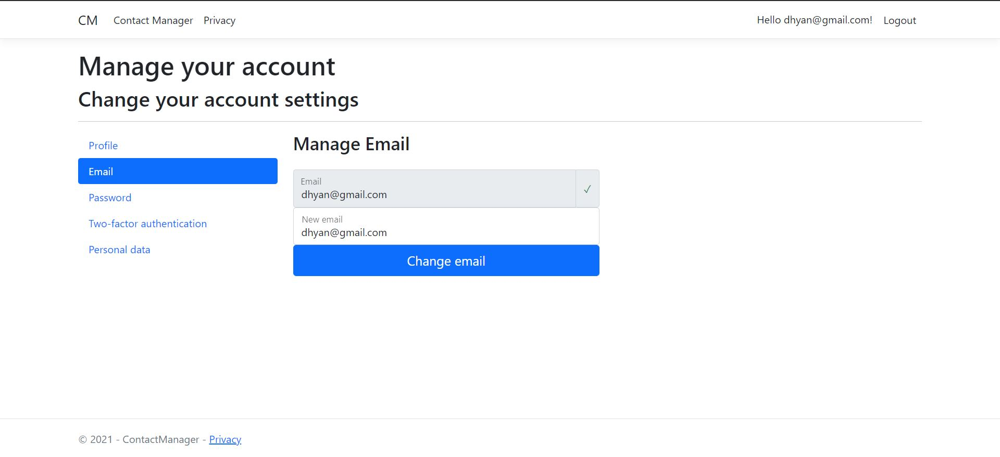 CM Contact Manager Privacy Hello dhyan@gmail.com! Logout
Manage your account
Change your account settings
Profile
Email
Password
Two-factor authentication
Personal data
Manage Email
Email
dhyan@gmail.com
✓
New email
dhyan@gmail.com
Change email
© 2021 - ContactManager - Privacy